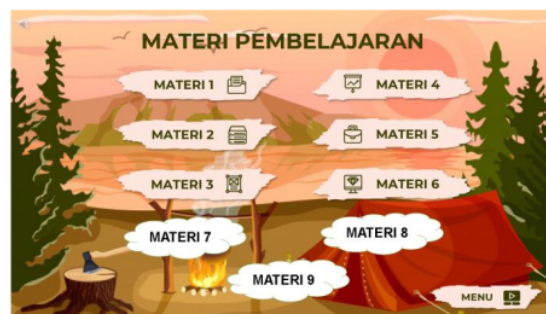 MATERI PEMBELAJARAN
MATERI 1
MATERI 4
MATERI 2
MATERI 5
MATERI 3
MATERI 6
MATERI 7
MATERI 8
MATERI 9
MENU